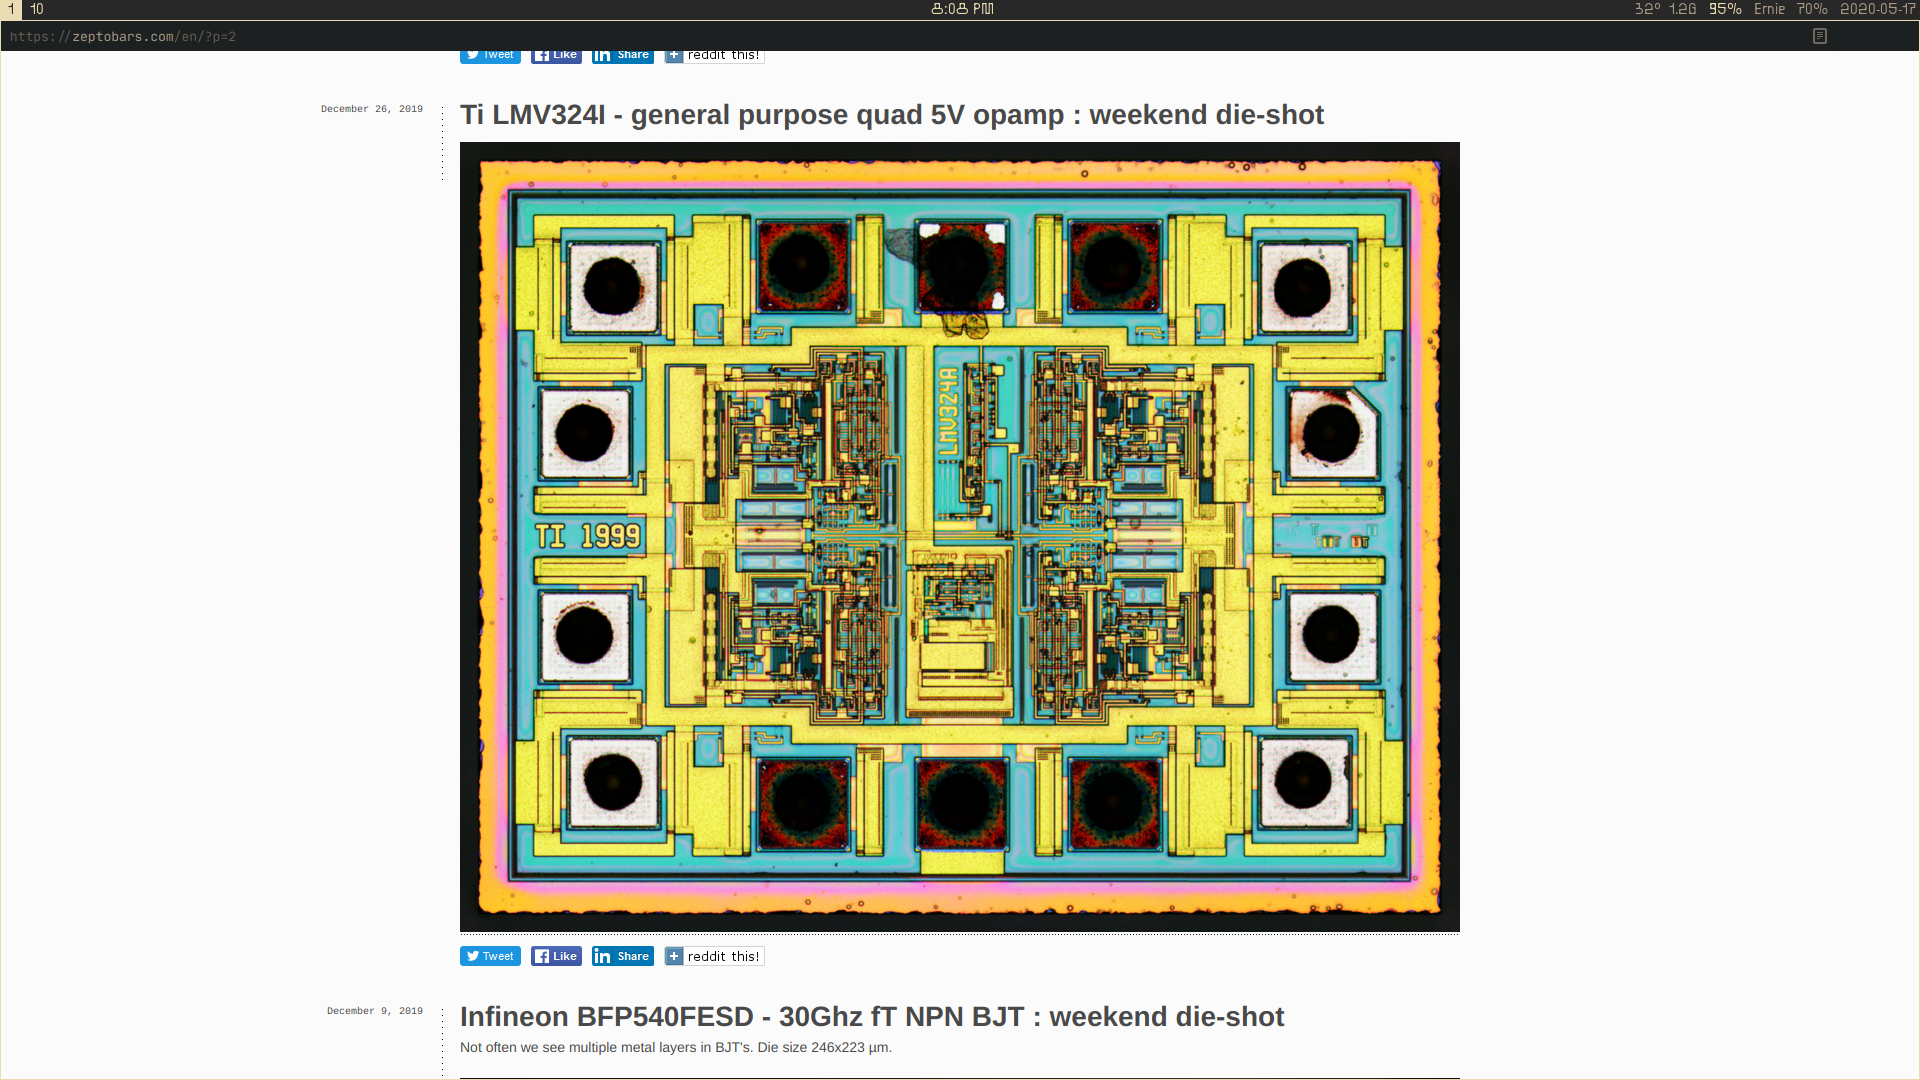 1 10 8:08 PM 32° 1.2G 95% Ernie 70% 2020-05-17
https://zeptobars.com/en/?p=2
Tweet Like Share reddit this!
December 26, 2019
Ti LMV324I - general purpose quad 5V opamp : weekend die-shot
LMV324A
TI 1999
Tweet Like Share reddit this!
December 9, 2019
Infineon BFP540FESD - 30Ghz fT NPN BJT : weekend die-shot
Not often we see multiple metal layers in BJT's. Die size 246x223 µm.